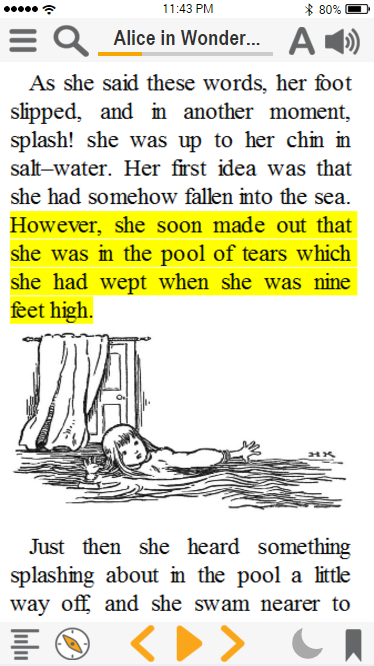 11:43 PM
80%
Alice in Wonder...
A
As she said these words, her foot
slipped, and in another moment,
splash! she was up to her chin in
salt–water. Her first idea was that
she had somehow fallen into the sea.
However, she soon made out that
she was in the pool of tears which
she had wept when she was nine
feet high.
Just then she heard something
splashing about in the pool a little
way off, and she swam nearer to